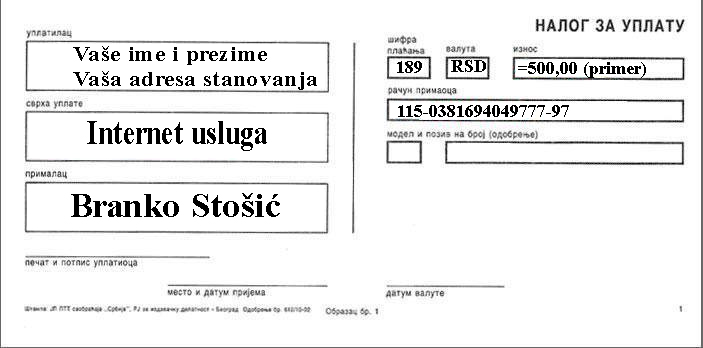 НАЛОГ ЗА УПЛАТУ
уплатилац
Vaše ime i prezime
Vaša adresa stanovanja
сврха уплате
Internet usluga
прималац
Branko Stošić
шифра
плаћања
валута
износ
189
RSD
=500,00 (primer)
рачун примаоца
115-0381694049777-97
модел и позив на број (одобрење)
печат и потпис уплатиоца
место и датум пријема
датум валуте
Штампа: ЈП ПТТ саобраћаја „Србија", РЈ за издавачку делатност – Београд Одобрење бр.
Образац бр. 1
1